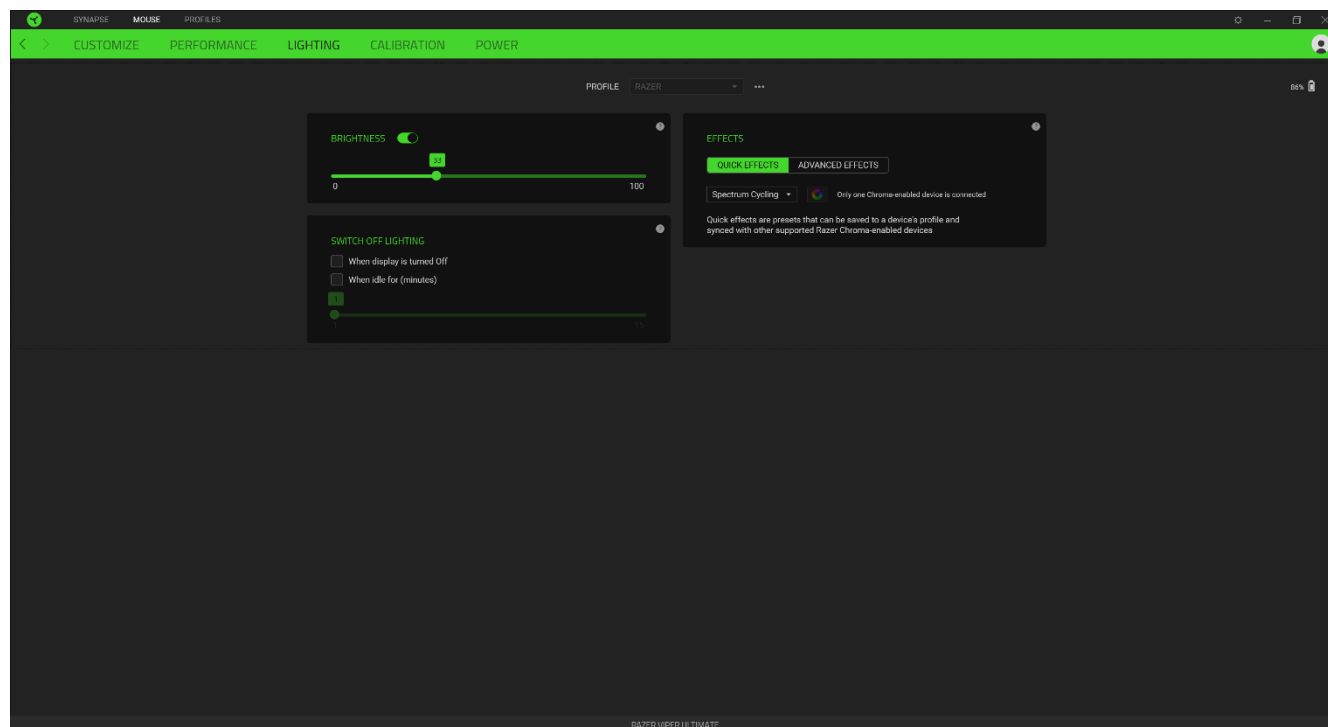 SYNAPSE MOUSE PROFILES
CUSTOMIZE PERFORMANCE LIGHTING CALIBRATION POWER
PROFILE RAZER
86%
BRIGHTNESS
33
0 100
SWITCH OFF LIGHTING
When display is turned Off
When idle for (minutes)
1
1 15
EFFECTS
QUICK EFFECTS ADVANCED EFFECTS
Spectrum Cycling Only one Chroma-enabled device is connected
Quick effects are presets that can be saved to a device's profile and
synced with other supported Razer Chroma-enabled devices
RAZER VIPER ULTIMATE